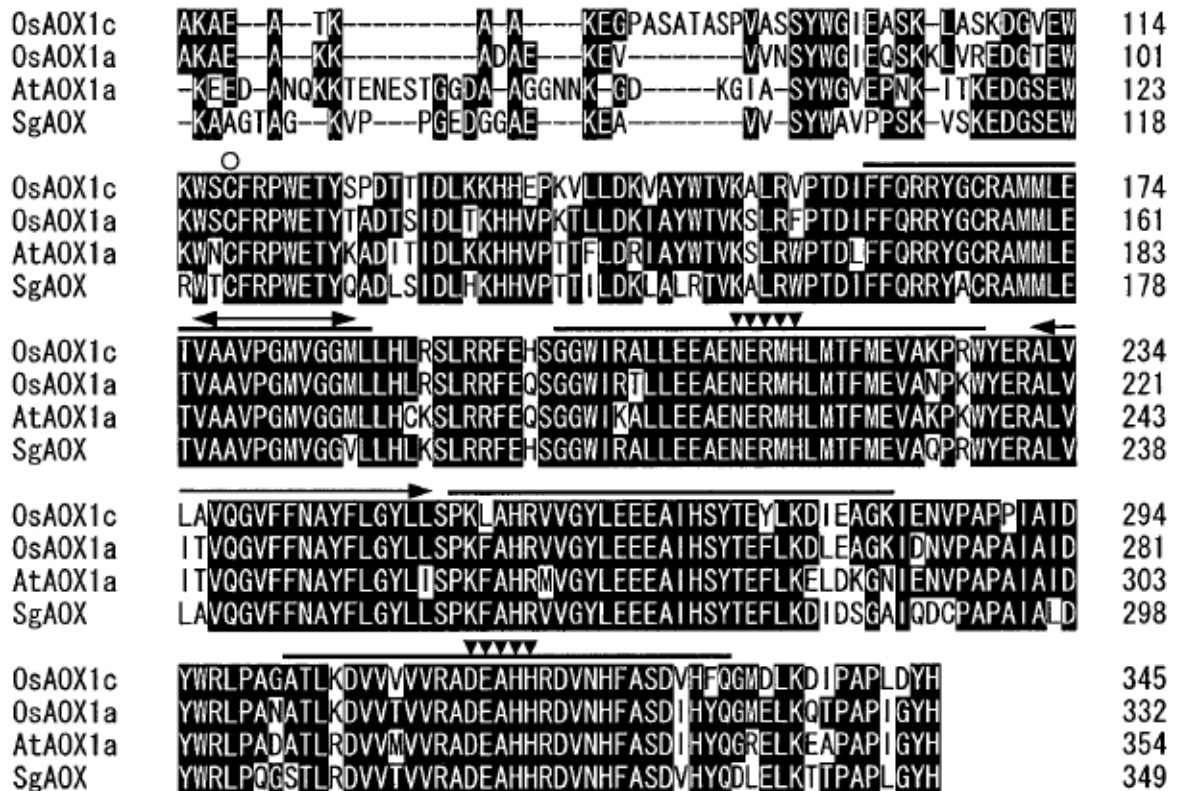 OsAOX1c AKAE--A--TK---------A-A----KEGPASATASPVASSYWGIEASK-LASKDGVEW 114
OsAOX1a AKAE--A--KK---------ADAE---KEV--------VVNSYWGIEQSKKLVREDGTEW 101
AtAOX1a -KEED-ANQKKTENESTGGDA-AGGNNK-GD-----KGIA-SYWGVEPNK-ITKEDGSEW 123
SgAOX -KAAGTAG--KVP---PGEDGGAE---KEA--------VV-SYWAVPPSK-VSKEDGSEW 118
OsAOX1c KWSCFRPWETYSPDTTIDLKKHHEPKVLLDKVAYWTVKALRVPTDIFFQRRYGCRAMMLE 174
OsAOX1a KWSCFRPWETYTADTSIDLTKHHVPKTLLDKIAYWTVKSLRFPTDIFFQRRYGCRAMMLE 161
AtAOX1a KWNCFRPWETYKADITIDLKKHHVPTTFLDRIAYWTVKSLRWPTDLFFQRRYGCRAMMLE 183
SgAOX RWTCFRPWETYQADLSIDLHKHHVPTTILDKLALRTVKALRWPTDIFFQRRYACRAMMLE 178
OsAOX1c TVAAVPGMVGGMLLHLRSLRRFEHSGGWIRALLEEAENERMHLMTFMEVAKPRWYERALV 234
OsAOX1a TVAAVPGMVGGMLLHLRSLRRFEQSGGWIRTLLEEAENERMHLMTFMEVANPKWYERALV 221
AtAOX1a TVAAVPGMVGGMLLHCKSLRRFEQSGGWIKALLEEAENERMHLMTFMEVAKPKWYERALV 243
SgAOX TVAAVPGMVGGVLLHLKSLRRFEHSGGWIRALLEEAENERMHLMTFMEVAQPRWYERALV 238
OsAOX1c LAVQGVFFNAYFLGYLLSPKLAHRVVGYLEEEAIHSYTEYLKDIEAGKIENVPAPPIAID 294
OsAOX1a ITVQGVFFNAYFLGYLLSPKFAHRVVGYLEEEAIHSYTEFLKDLEAGKIDNVPAPAIAID 281
AtAOX1a ITVQGVFFNAYFLGYLISPKFAHRMVGYLEEEAIHSYTEFLKELDKGNIENVPAPAIAID 303
SgAOX LAVQGVFFNAYFLGYLLSPKFAHRVVGYLEEEAIHSYTEFLKDIDSGAIQDCPAPAIALD 298
OsAOX1c YWRLPAGATLKDVVVVVRADEAHHRDVNHFASDVHFQGMDLKDIPAPLDYH 345
OsAOX1a YWRLPANATLKDVVTVVRADEAHHRDVNHFASDIHYQGMELKQTPAPIGYH 332
AtAOX1a YWRLPADATLRDVVMVVRADEAHHRDVNHFASDIHYQGRELKEAPAPIGYH 354
SgAOX YWRLPQGSTLRDVVTVVRADEAHHRDVNHFASDVHYQDLELKTTPAPLGYH 349